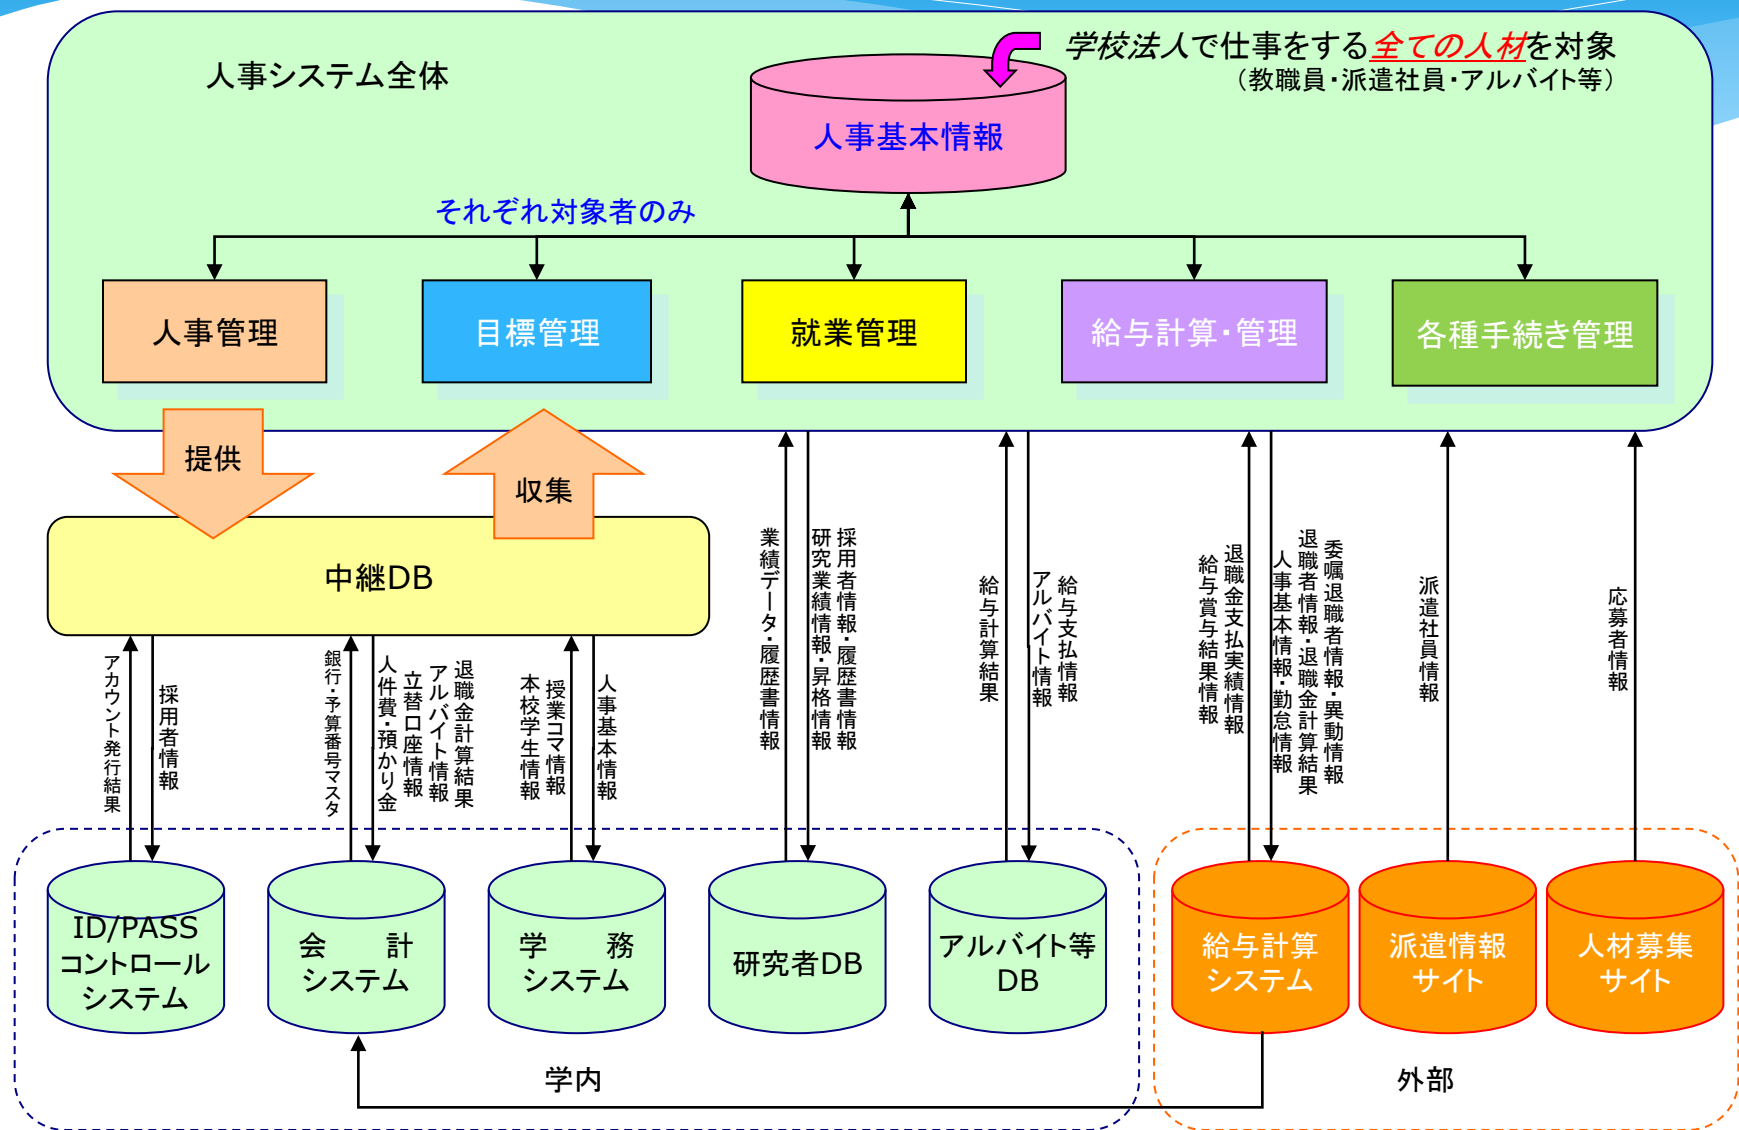 人事システム全体
学校法人で仕事をする全ての人材を対象
(教職員・派遣社員・アルバイト等)
人事基本情報
それぞれ対象者のみ
人事管理
目標管理
就業管理
給与計算・管理
各種手続き管理
提供
収集
中継DB
アカウント発行結果
採用者情報
銀行・予算番号マスタ
人件費・預かり金
立替口座情報
アルバイト情報
退職金計算結果
本校学生情報
授業コマ情報
人事基本情報
業績データ・履歴書情報
研究業績情報・昇格情報
採用者情報・履歴書情報
給与計算結果
アルバイト情報
給与支払情報
給与賞与結果情報
退職金支払実績情報
人事基本情報・勤怠情報
退職者情報・退職金計算結果
委嘱退職者情報・異動情報
派遣社員情報
応募者情報
ID/PASS
コントロール
システム
会　計
システム
学　務
システム
研究者DB
アルバイト等
DB
給与計算
システム
派遣情報
サイト
人材募集
サイト
学内
外部